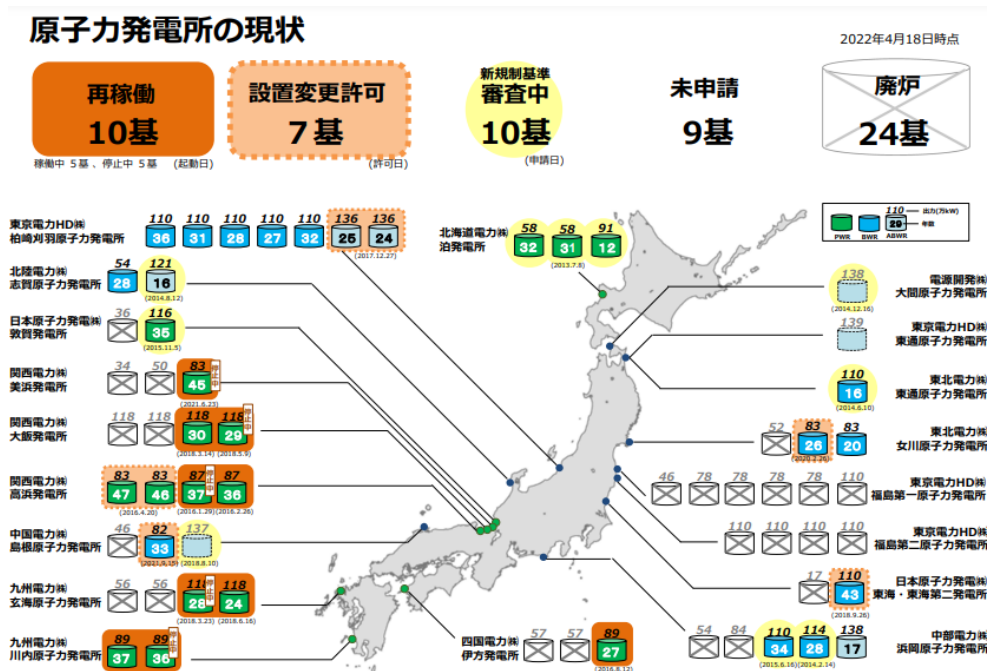 原子力発電所の現状
2022年4月18日時点
再稼働
10基
稼働中 5基 、停止中 5基 (起動日)
設置変更許可
7基
(許可日)
新規制基準
審査中
10基
(申請日)
未申請
9基
廃炉
24基
110 出力(万kW)
29 年数
PWR BWR ABWR
東京電力HD㈱
柏崎刈羽原子力発電所
110 110 110 110 110 136 136
36 31 28 27 32 25 24
(2017.12.27)
北陸電力㈱
志賀原子力発電所
54 121
28 16
(2014.8.12)
日本原子力発電㈱
敦賀発電所
36 116
35
(2015.11.5)
関西電力㈱
美浜発電所
34 50 83
45
停止中
(2021.6.23)
関西電力㈱
大飯発電所
118 118 118 118
30 29
停止中
(2018.3.14) (2018.5.9)
関西電力㈱
高浜発電所
83 83 87 87
47 46 37 36
停止中
(2016.4.20) (2016.1.29) (2016.2.26)
中国電力㈱
島根原子力発電所
46 82 137
33
(2021.9.15) (2018.8.10)
九州電力㈱
玄海原子力発電所
56 56 118 118
28 24
停止中
(2018.3.23) (2018.6.16)
九州電力㈱
川内原子力発電所
89 89
37 36
停止中
北海道電力㈱
泊発電所
58 58 91
32 31 12
(2013.7.8)
138
電源開発㈱
大間原子力発電所
(2014.12.16)
139
東京電力HD㈱
東通原子力発電所
110
16
東北電力㈱
東通原子力発電所
(2014.6.10)
52 83 83
26 20
東北電力㈱
女川原子力発電所
(2020.2.26)
46 78 78 78 78 110
東京電力HD㈱
福島第一原子力発電所
110 110 110 110
東京電力HD㈱
福島第二原子力発電所
17 110
43
日本原子力発電㈱
東海・東海第二発電所
(2018.9.26)
54 84 110 114 138
34 28 17
中部電力㈱
浜岡原子力発電所
(2015.6.16) (2014.2.14)
四国電力㈱
伊方発電所
57 57 89
27
(2016.8.12)